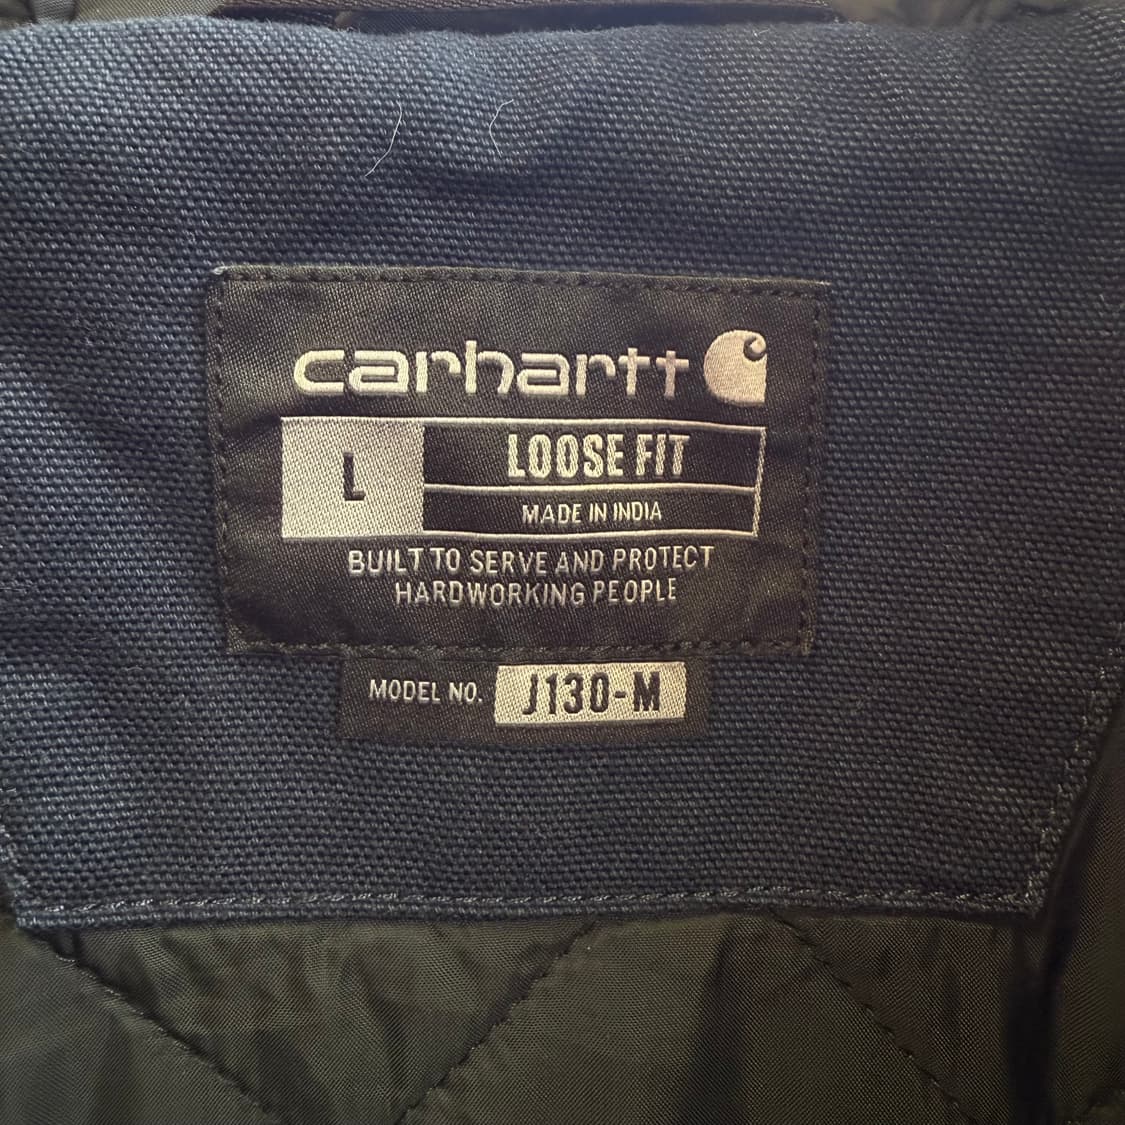 carhartt
L
LOOSE FIT
MADE IN INDIA
BUILT TO SERVE AND PROTECT
HARDWORKING PEOPLE
MODEL NO. J130-M